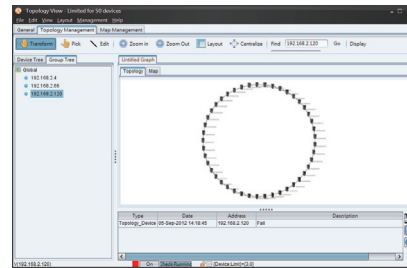 Topology View - Limited for 50 devices
File Edit View Layout Management Help
General Topology Management Map Management
Transform Pick Edit Zoom in Zoom Out Layout Centralize Find 192.168.2.120 Go Display
Device Tree Group Tree
Untitled Graph
Global
Topology Map
192.168.2.4
192.168.2.66
192.168.2.120
Type Date Address Description
Topology_Device 05-Sep-2012 14:18:45 192.168.2.120 Fail
V(192.168.2.120) On Check Running (Device:Limit)=(3,0)